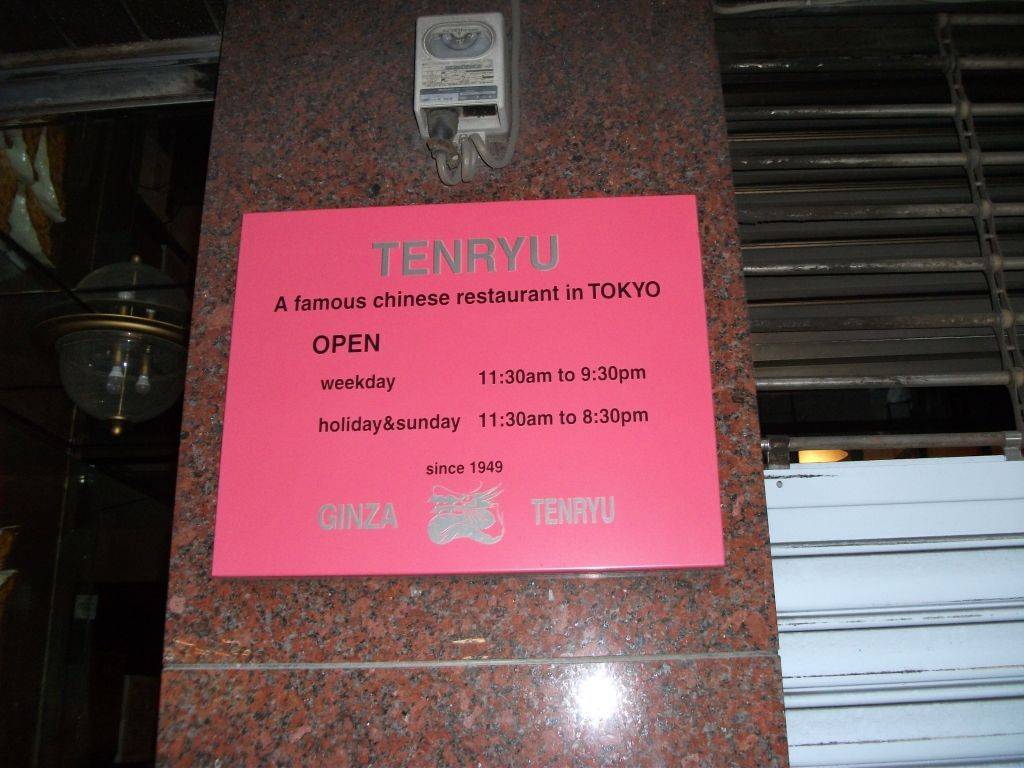 TENRYU
A famous chinese restaurant in TOKYO
OPEN
weekday 11:30am to 9:30pm
holiday&sunday 11:30am to 8:30pm
since 1949
GINZA TENRYU